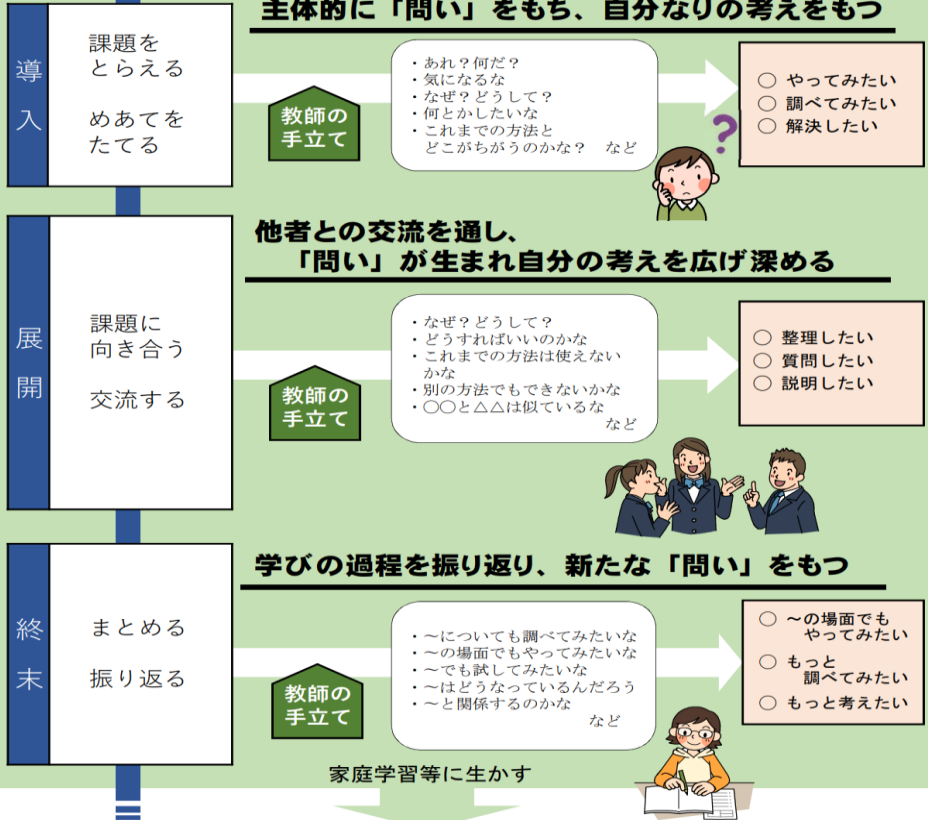 主体的に「問い」をもち、自分なりの考えをもつ
導入
課題を
とらえる
めあてを
たてる
教師の
手立て
・あれ？何だ？
・気になるな
・なぜ？どうして？
・何とかしたいな
・これまでの方法と
どこがちがうのかな？　など
？
○ やってみたい
○ 調べてみたい
○ 解決したい
他者との交流を通し、
「問い」が生まれ自分の考えを広げ深める
展開
課題に
向き合う
交流する
教師の
手立て
・なぜ？どうして？
・どうすればいいのかな
・これまでの方法は使えない
かな
・別の方法でもできないかな
・○○と△△は似ているな
など
○ 整理したい
○ 質問したい
○ 説明したい
学びの過程を振り返り、新たな「問い」をもつ
終末
まとめる
振り返る
教師の
手立て
・～についても調べてみたいな
・～の場面でもやってみたいな
・～でも試してみたいな
・～はどうなっているんだろう
・～と関係するのかな
など
○ ～の場面でも
やってみたい
○ もっと
調べてみたい
○ もっと考えたい
家庭学習等に生かす